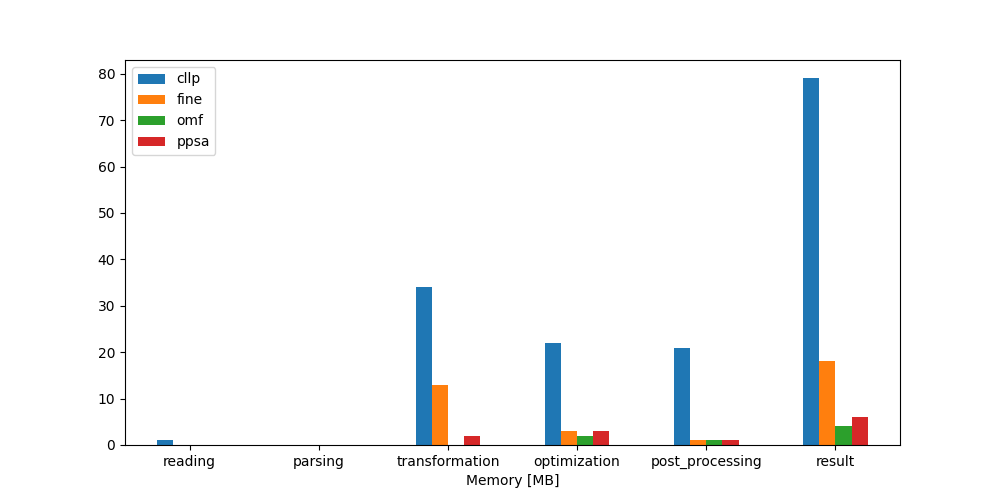 cllp
fine
omf
ppsa
80
70
60
50
40
30
20
10
0
reading parsing transformation optimization post_processing result
Memory [MB]